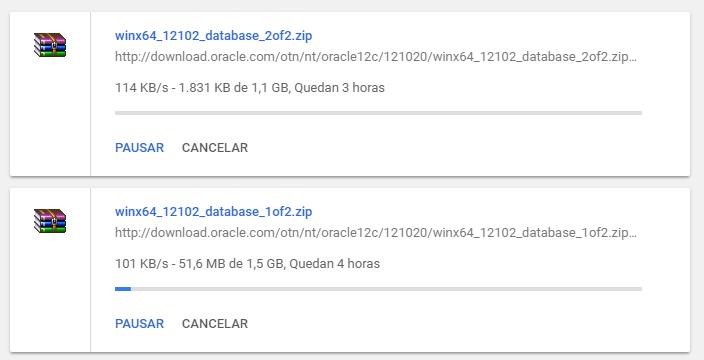 winx64_12102_database_2of2.zip
http://download.oracle.com/otn/nt/oracle12c/121020/winx64_12102_database_2of2.zip...
114 KB/s - 1.831 KB de 1,1 GB, Quedan 3 horas
PAUSAR CANCELAR
winx64_12102_database_1of2.zip
http://download.oracle.com/otn/nt/oracle12c/121020/winx64_12102_database_1of2.zip...
101 KB/s - 51,6 MB de 1,5 GB, Quedan 4 horas
PAUSAR CANCELAR